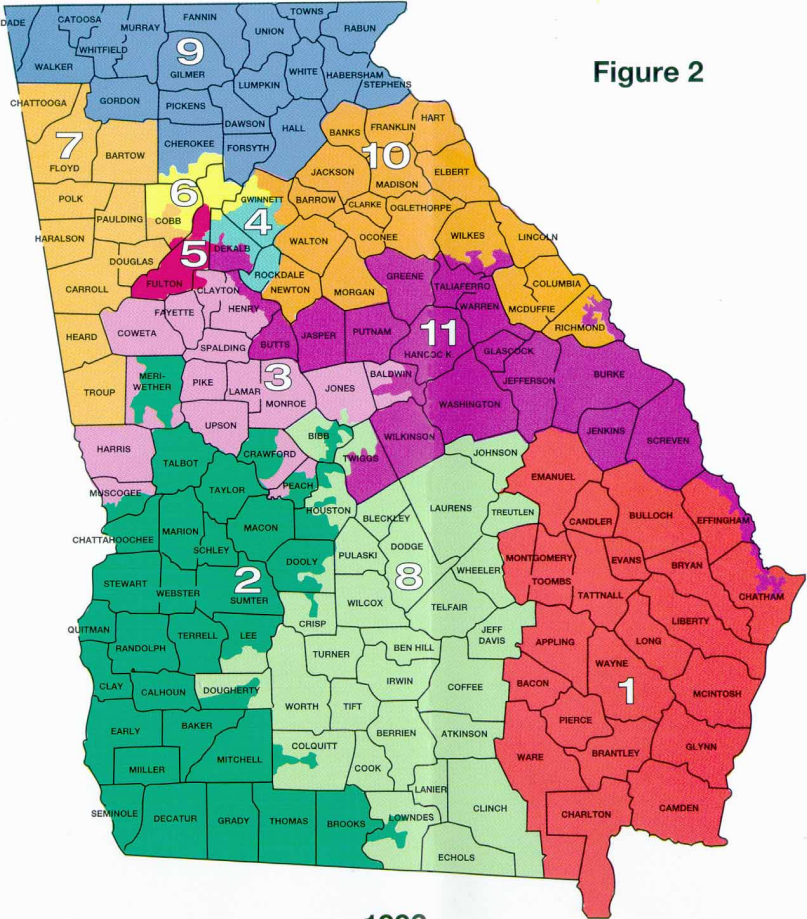 Figure 2
DADE
CATOOSA
WHITFIELD
MURRAY
FANNIN
UNION
TOWNS
RABUN
WALKER
9
GILMER
LUMPKIN
WHITE
HABERSHAM
STEPHENS
CHATTOOGA
GORDON
PICKENS
DAWSON
HALL
CHEROKEE
FORSYTH
BANKS
FRANKLIN
HART
7
FLOYD
BARTOW
JACKSON
10
MADISON
ELBERT
POLK
PAULDING
6
COBB
GWINNETT
4
BARROW
CLARKE
OGLETHORPE
HARALSON
DOUGLAS
5
DEKALB
WALTON
OCONEE
WILKES
LINCOLN
CARROLL
FULTON
CLAYTON
ROCKDALE
NEWTON
MORGAN
GREENE
TALIAFERRO
WARREN
COLUMBIA
MCDUFFIE
RICHMOND
HEARD
COWETA
FAYETTE
HENRY
SPALDING
BUTTS
JASPER
PUTNAM
11
HANCOC K
GLASCOCK
JEFFERSON
BURKE
TROUP
MERI-
WETHER
PIKE
LAMAR
3
MONROE
JONES
BALDWIN
WASHINGTON
JENKINS
SCREVEN
HARRIS
UPSON
BIBB
TWIGGS
WILKINSON
JOHNSON
EMANUEL
MUSCOGEE
TALBOT
CRAWFORD
TAYLOR
PEACH
HOUSTON
BLECKLEY
LAURENS
TREUTLEN
CANDLER
BULLOCH
EFFINGHAM
CHATTAHOOCHEE
MARION
SCHLEY
MACON
DOOLY
PULASKI
DODGE
WHEELER
MONTGOMERY
TOOMBS
TATTNALL
EVANS
BRYAN
CHATHAM
STEWART
WEBSTER
2
SUMTER
CRISP
WILCOX
8
TELFAIR
LIBERTY
QUITMAN
RANDOLPH
TERRELL
LEE
TURNER
BEN HILL
JEFF
DAVIS
APPLING
WAYNE
LONG
CLAY
CALHOUN
DOUGHERTY
WORTH
TIFT
IRWIN
COFFEE
BACON
1
MCINTOSH
EARLY
BAKER
MIILLER
MITCHELL
COLQUITT
BERRIEN
COOK
ATKINSON
PIERCE
WARE
BRANTLEY
GLYNN
SEMINOLE
DECATUR
GRADY
THOMAS
BROOKS
LOWNDES
LANIER
CLINCH
ECHOLS
CHARLTON
CAMDEN